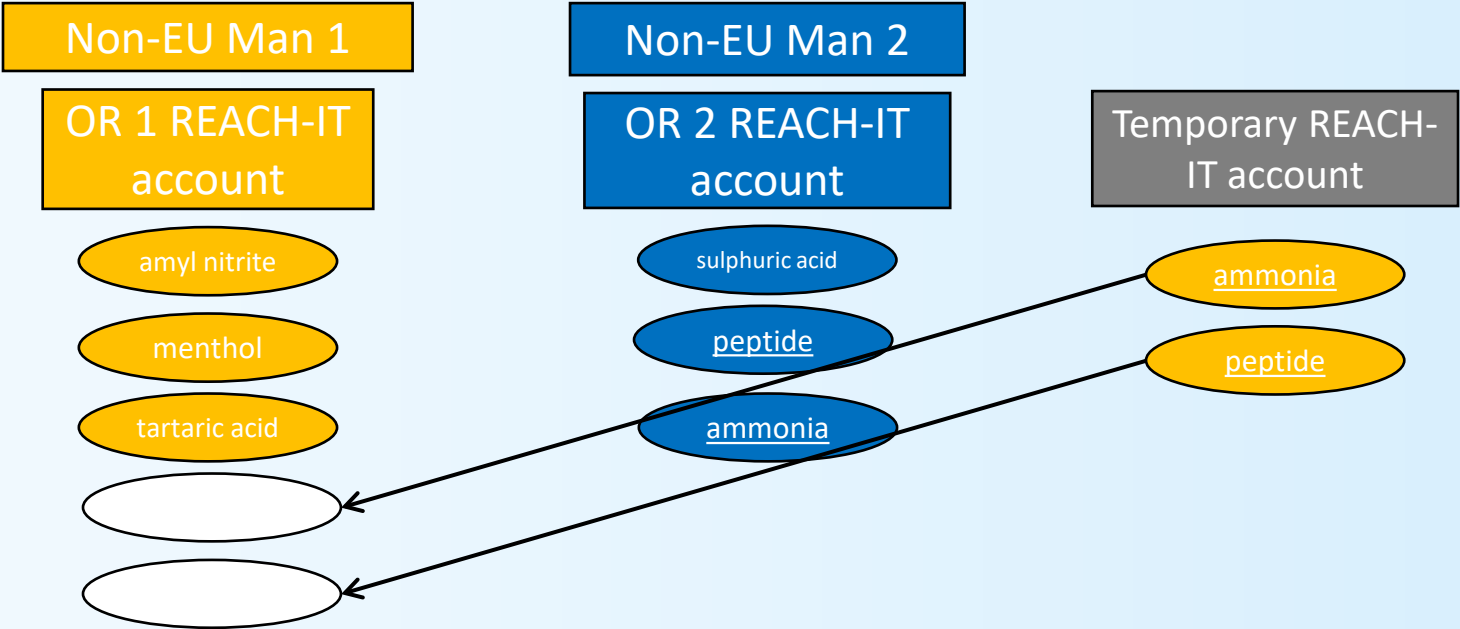 Non-EU Man 1
OR 1 REACH-IT
account
amyl nitrite
menthol
tartaric acid
Non-EU Man 2
OR 2 REACH-IT
account
sulphuric acid
peptide
ammonia
Temporary REACH-
IT account
ammonia
peptide